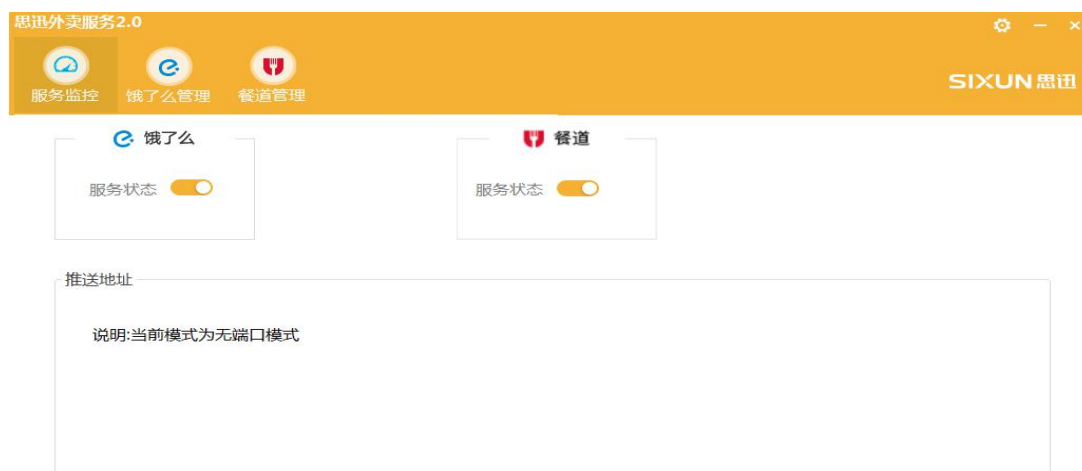 思迅外卖服务2.0
服务监控 饿了么管理 餐道管理
SIXUN思迅
饿了么 餐道
服务状态 服务状态
推送地址
说明:当前模式为无端口模式